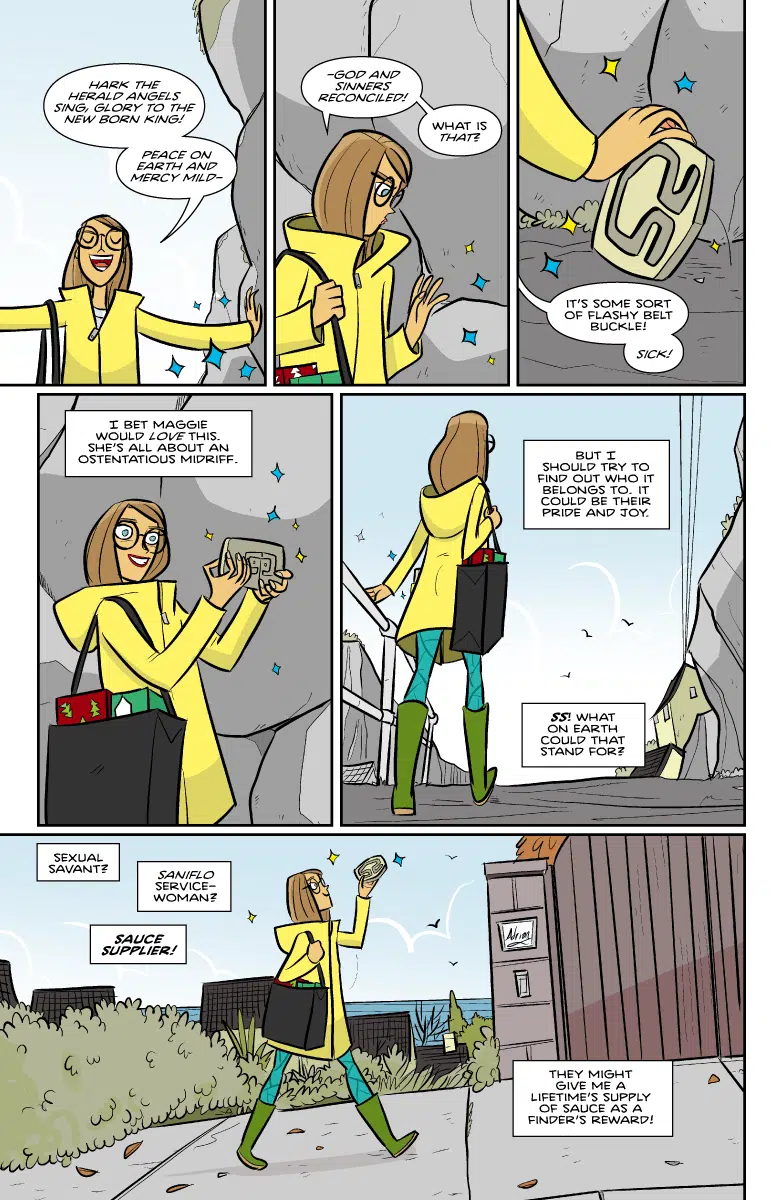 HARK THE
HERALD ANGELS
SING, GLORY TO THE
NEW BORN KING!
PEACE ON
EARTH AND
MERCY MILD–
–GOD AND
SINNERS
RECONCILED!
WHAT IS
THAT?
SS
IT'S SOME SORT
OF FLASHY BELT
BUCKLE!
SICK!
I BET MAGGIE
WOULD LOVE THIS.
SHE'S ALL ABOUT AN
OSTENTATIOUS MIDRIFF.
BUT I
SHOULD TRY TO
FIND OUT WHO IT
BELONGS TO. IT
COULD BE THEIR
PRIDE AND JOY.
SS! WHAT
ON EARTH
COULD THAT
STAND FOR?
SEXUAL
SAVANT?
SANIFLO
SERVICE–
WOMAN?
SAUCE
SUPPLIER!
THEY MIGHT
GIVE ME A
LIFETIME'S SUPPLY
OF SAUCE AS A
FINDER'S REWARD!